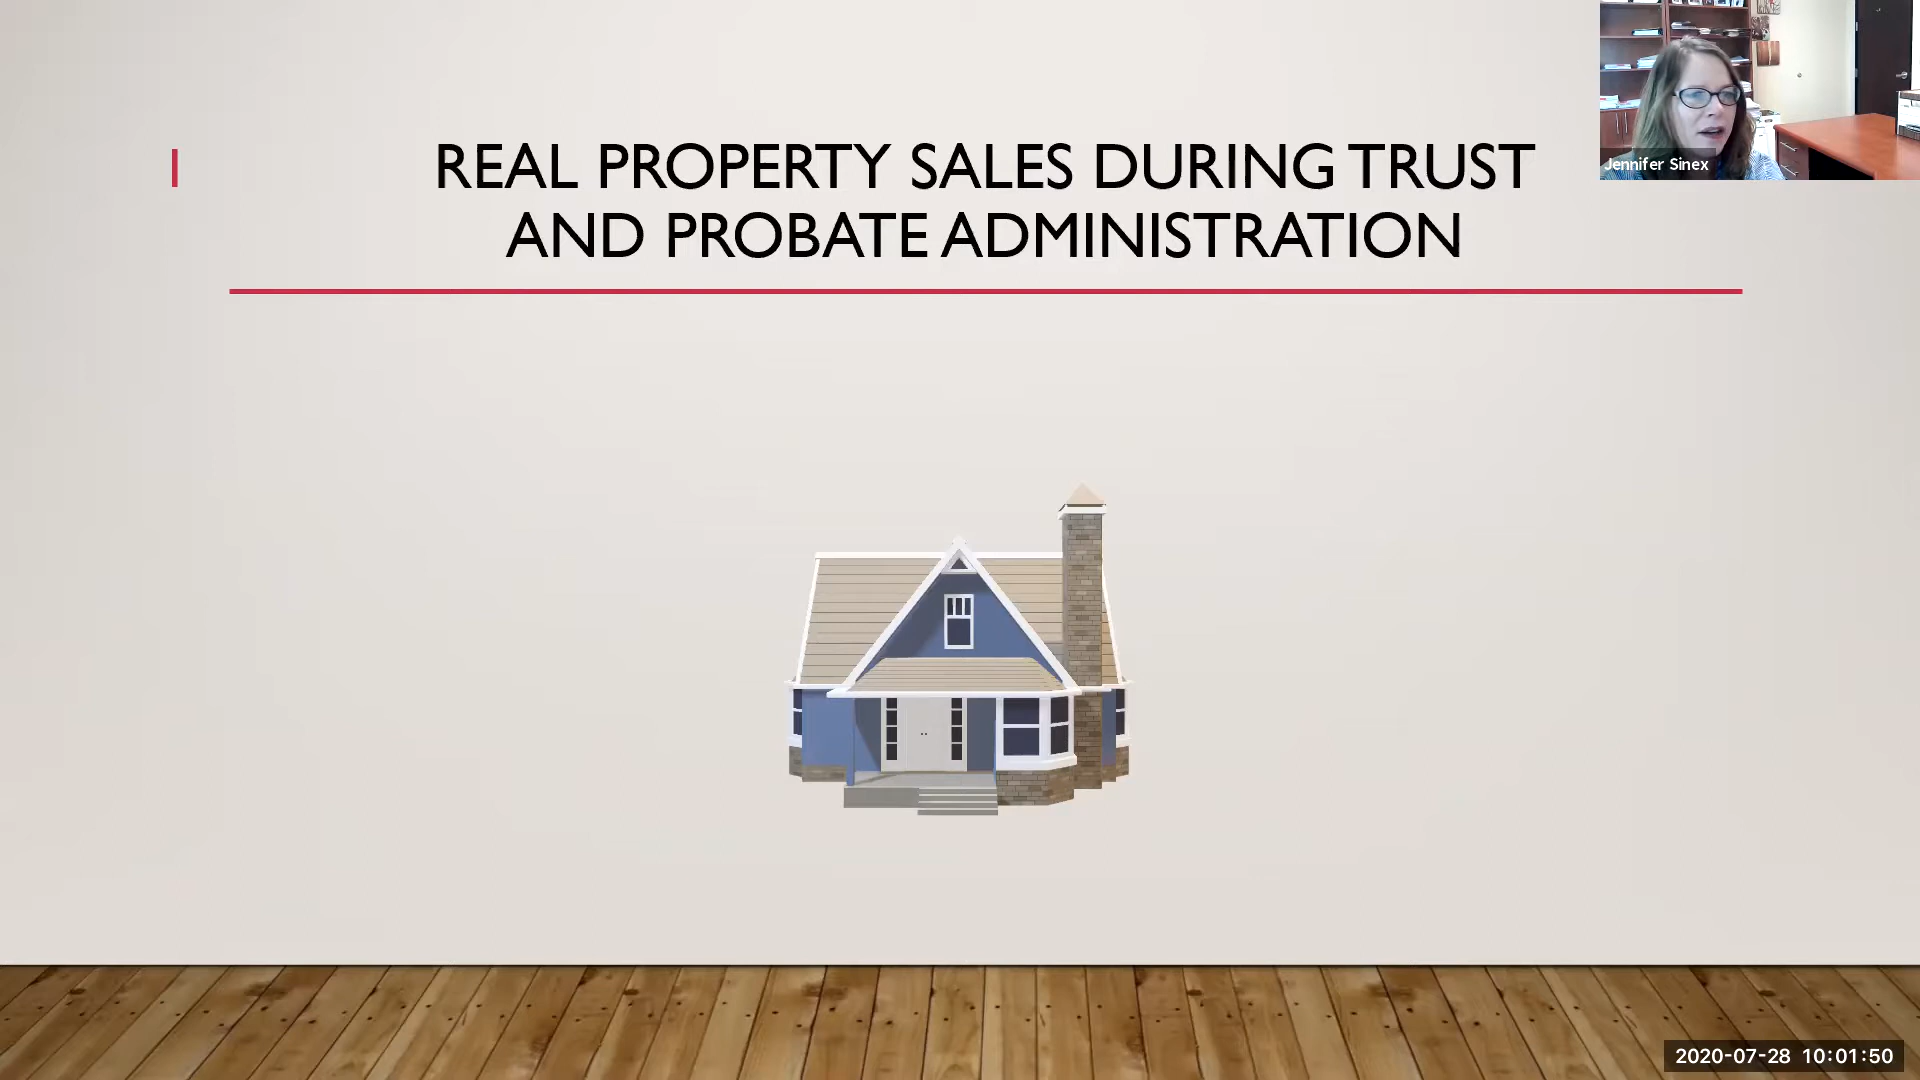 REAL PROPERTY SALES DURING TRUST
AND PROBATE ADMINISTRATION
Jennifer Sinex
2020-07-28 10:01:50